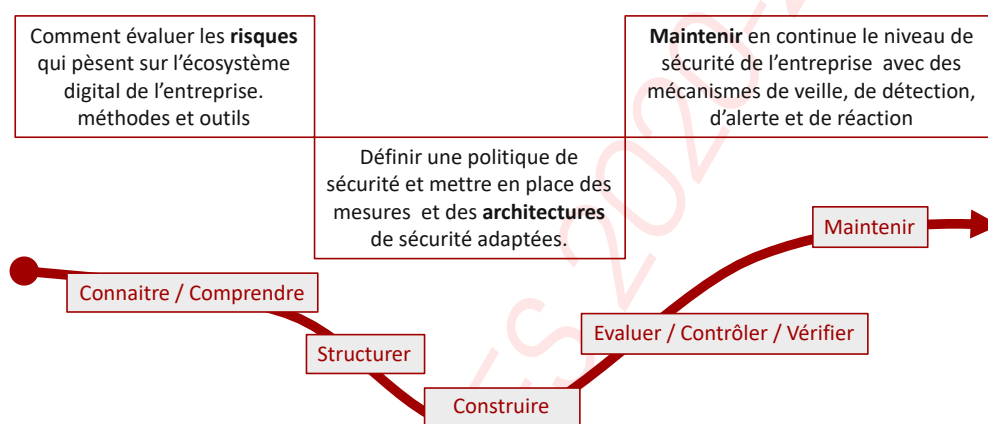 Comment évaluer les risques
qui pèsent sur l'écosystème
digital de l'entreprise.
méthodes et outils
Maintenir en continue le niveau de
sécurité de l'entreprise avec des
mécanismes de veille, de détection,
d'alerte et de réaction
Définir une politique de
sécurité et mettre en place des
mesures et des architectures
de sécurité adaptées.
Maintenir
Connaitre / Comprendre
Evaluer / Contrôler / Vérifier
Structurer
Construire
ES 2020-2